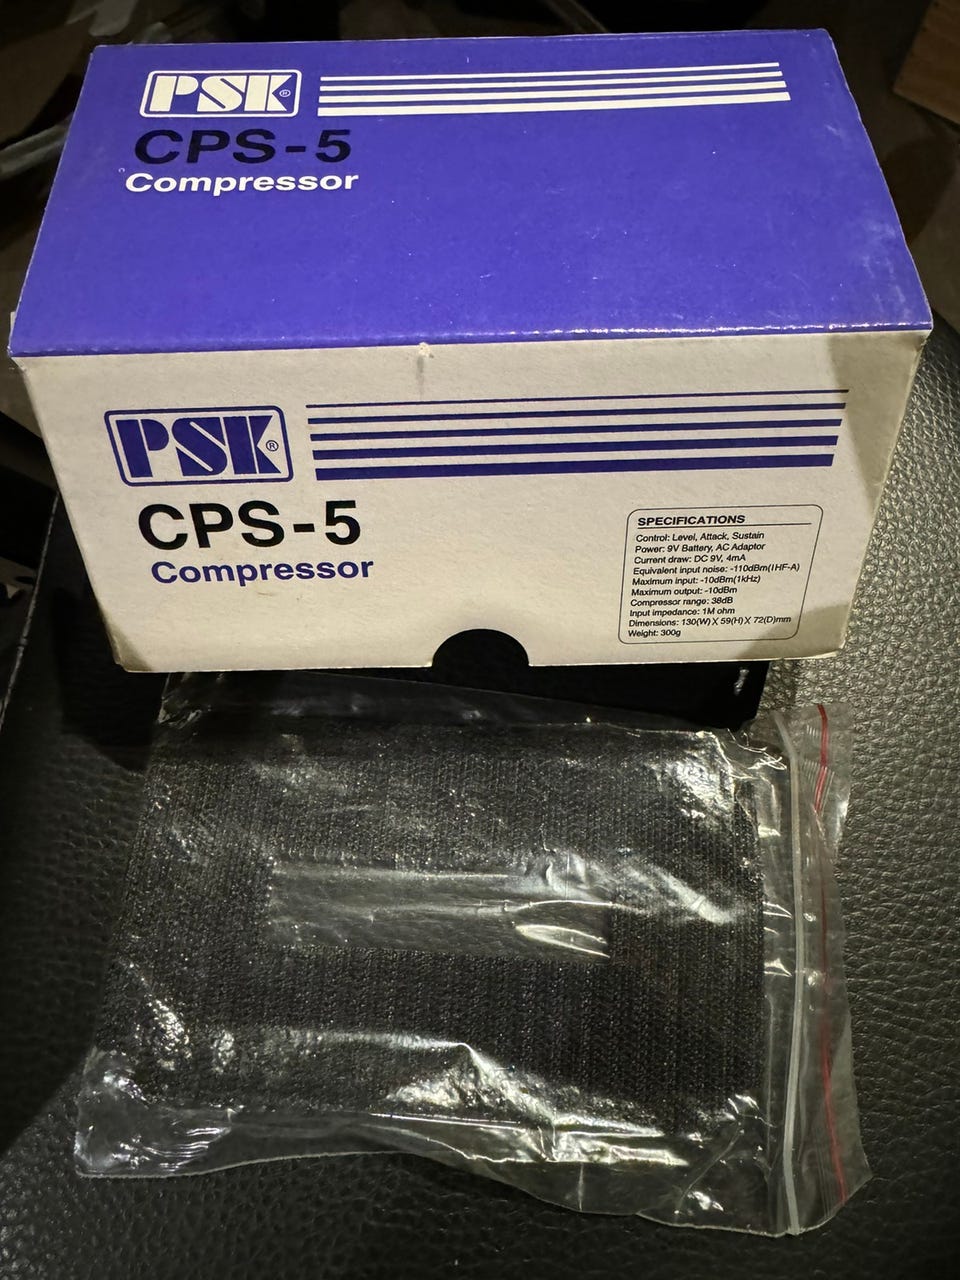 PSK®
CPS-5
Compressor
PSK®
CPS-5
Compressor
SPECIFICATIONS
Control: Level, Attack, Sustain
Power: 9V Battery, AC Adaptor
Current draw: DC 9V, 4mA
Equivalent input noise: -110dBm(IHF-A)
Maximum input: -10dBm(1kHz)
Maximum output: -10dBm
Compressor range: 38dB
Input impedance: 1M ohm
Dimensions: 130(W) X 59(H) X 72(D)mm
Weight: 300g